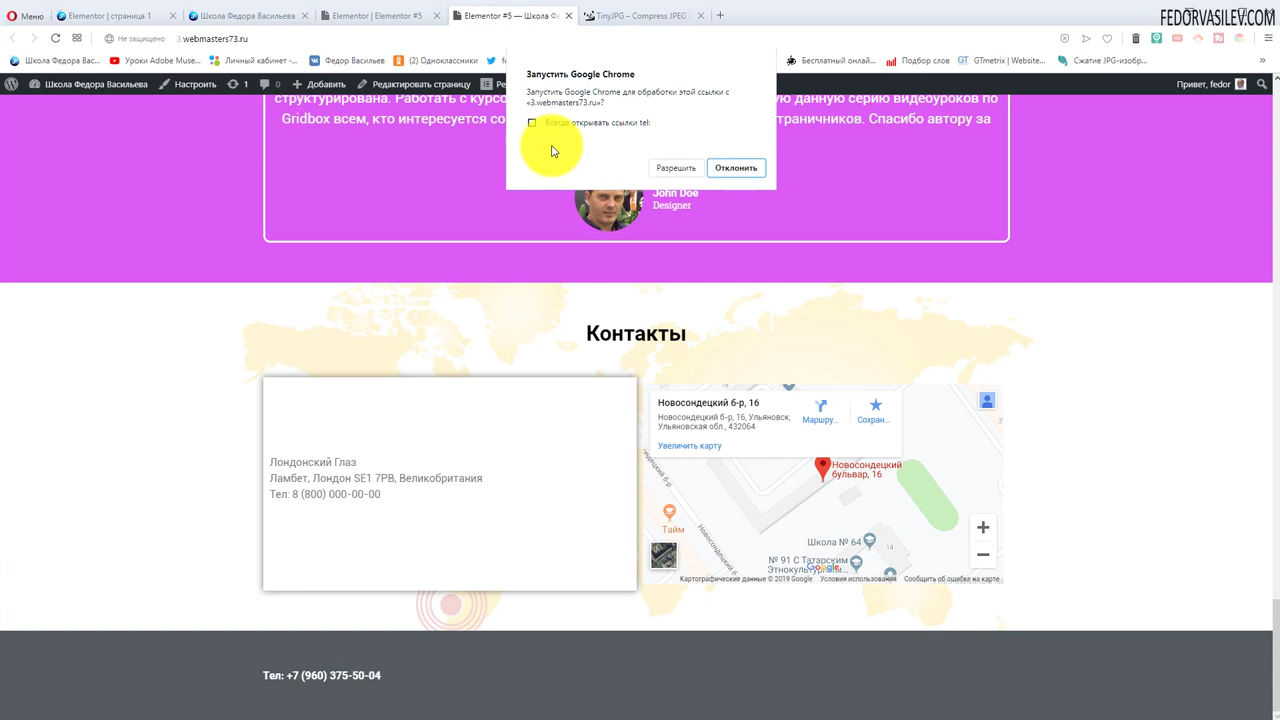 Меню
Elementor | страница 1
Школа Федора Васильева
Elementor | Elementor #5
Elementor #5 — Школа Фе
TinyJPG – Compress JPEG
FEDORVASILEV.COM
Не защищено
3.webmasters73.ru
Школа Федора Вас...
Уроки Adobe Muse...
Личный кабинет -...
Федор Васильев
(2) Одноклассники
Бесплатный онлай...
Подбор слов
GTmetrix | Website...
Сжатие JPG-изобр...
Школа Федора Васильева
Настроить
1
0
Добавить
Редактировать страницу
Привет, fedor
Запустить Google Chrome
Запустить Google Chrome для обработки этой ссылки с
«3.webmasters73.ru»?
Всегда открывать ссылки tel:
Разрешить
Отклонить
структурирована. Работать с курсо
ую данную серию видеоуроков по
Gridbox всем, кто интересуется со
траничников. Спасибо автору за
John Doe
Designer
Контакты
Лондонский Глаз
Ламбет, Лондон SE1 7PB, Великобритания
Тел: 8 (800) 000-00-00
Новосондецкий б-р, 16
Новосондецкий б-р, 16, Ульяновск,
Ульяновская обл., 432064
Маршру...
Сохран...
Увеличить карту
Новосондецкий
бульвар, 16
Тайм
Школа № 64
14
№ 91 С Татарским
Этнокультурным...
Google
Картографические данные © 2019 Google
Условия использования
Сообщить об ошибке на карте
Тел: +7 (960) 375-50-04